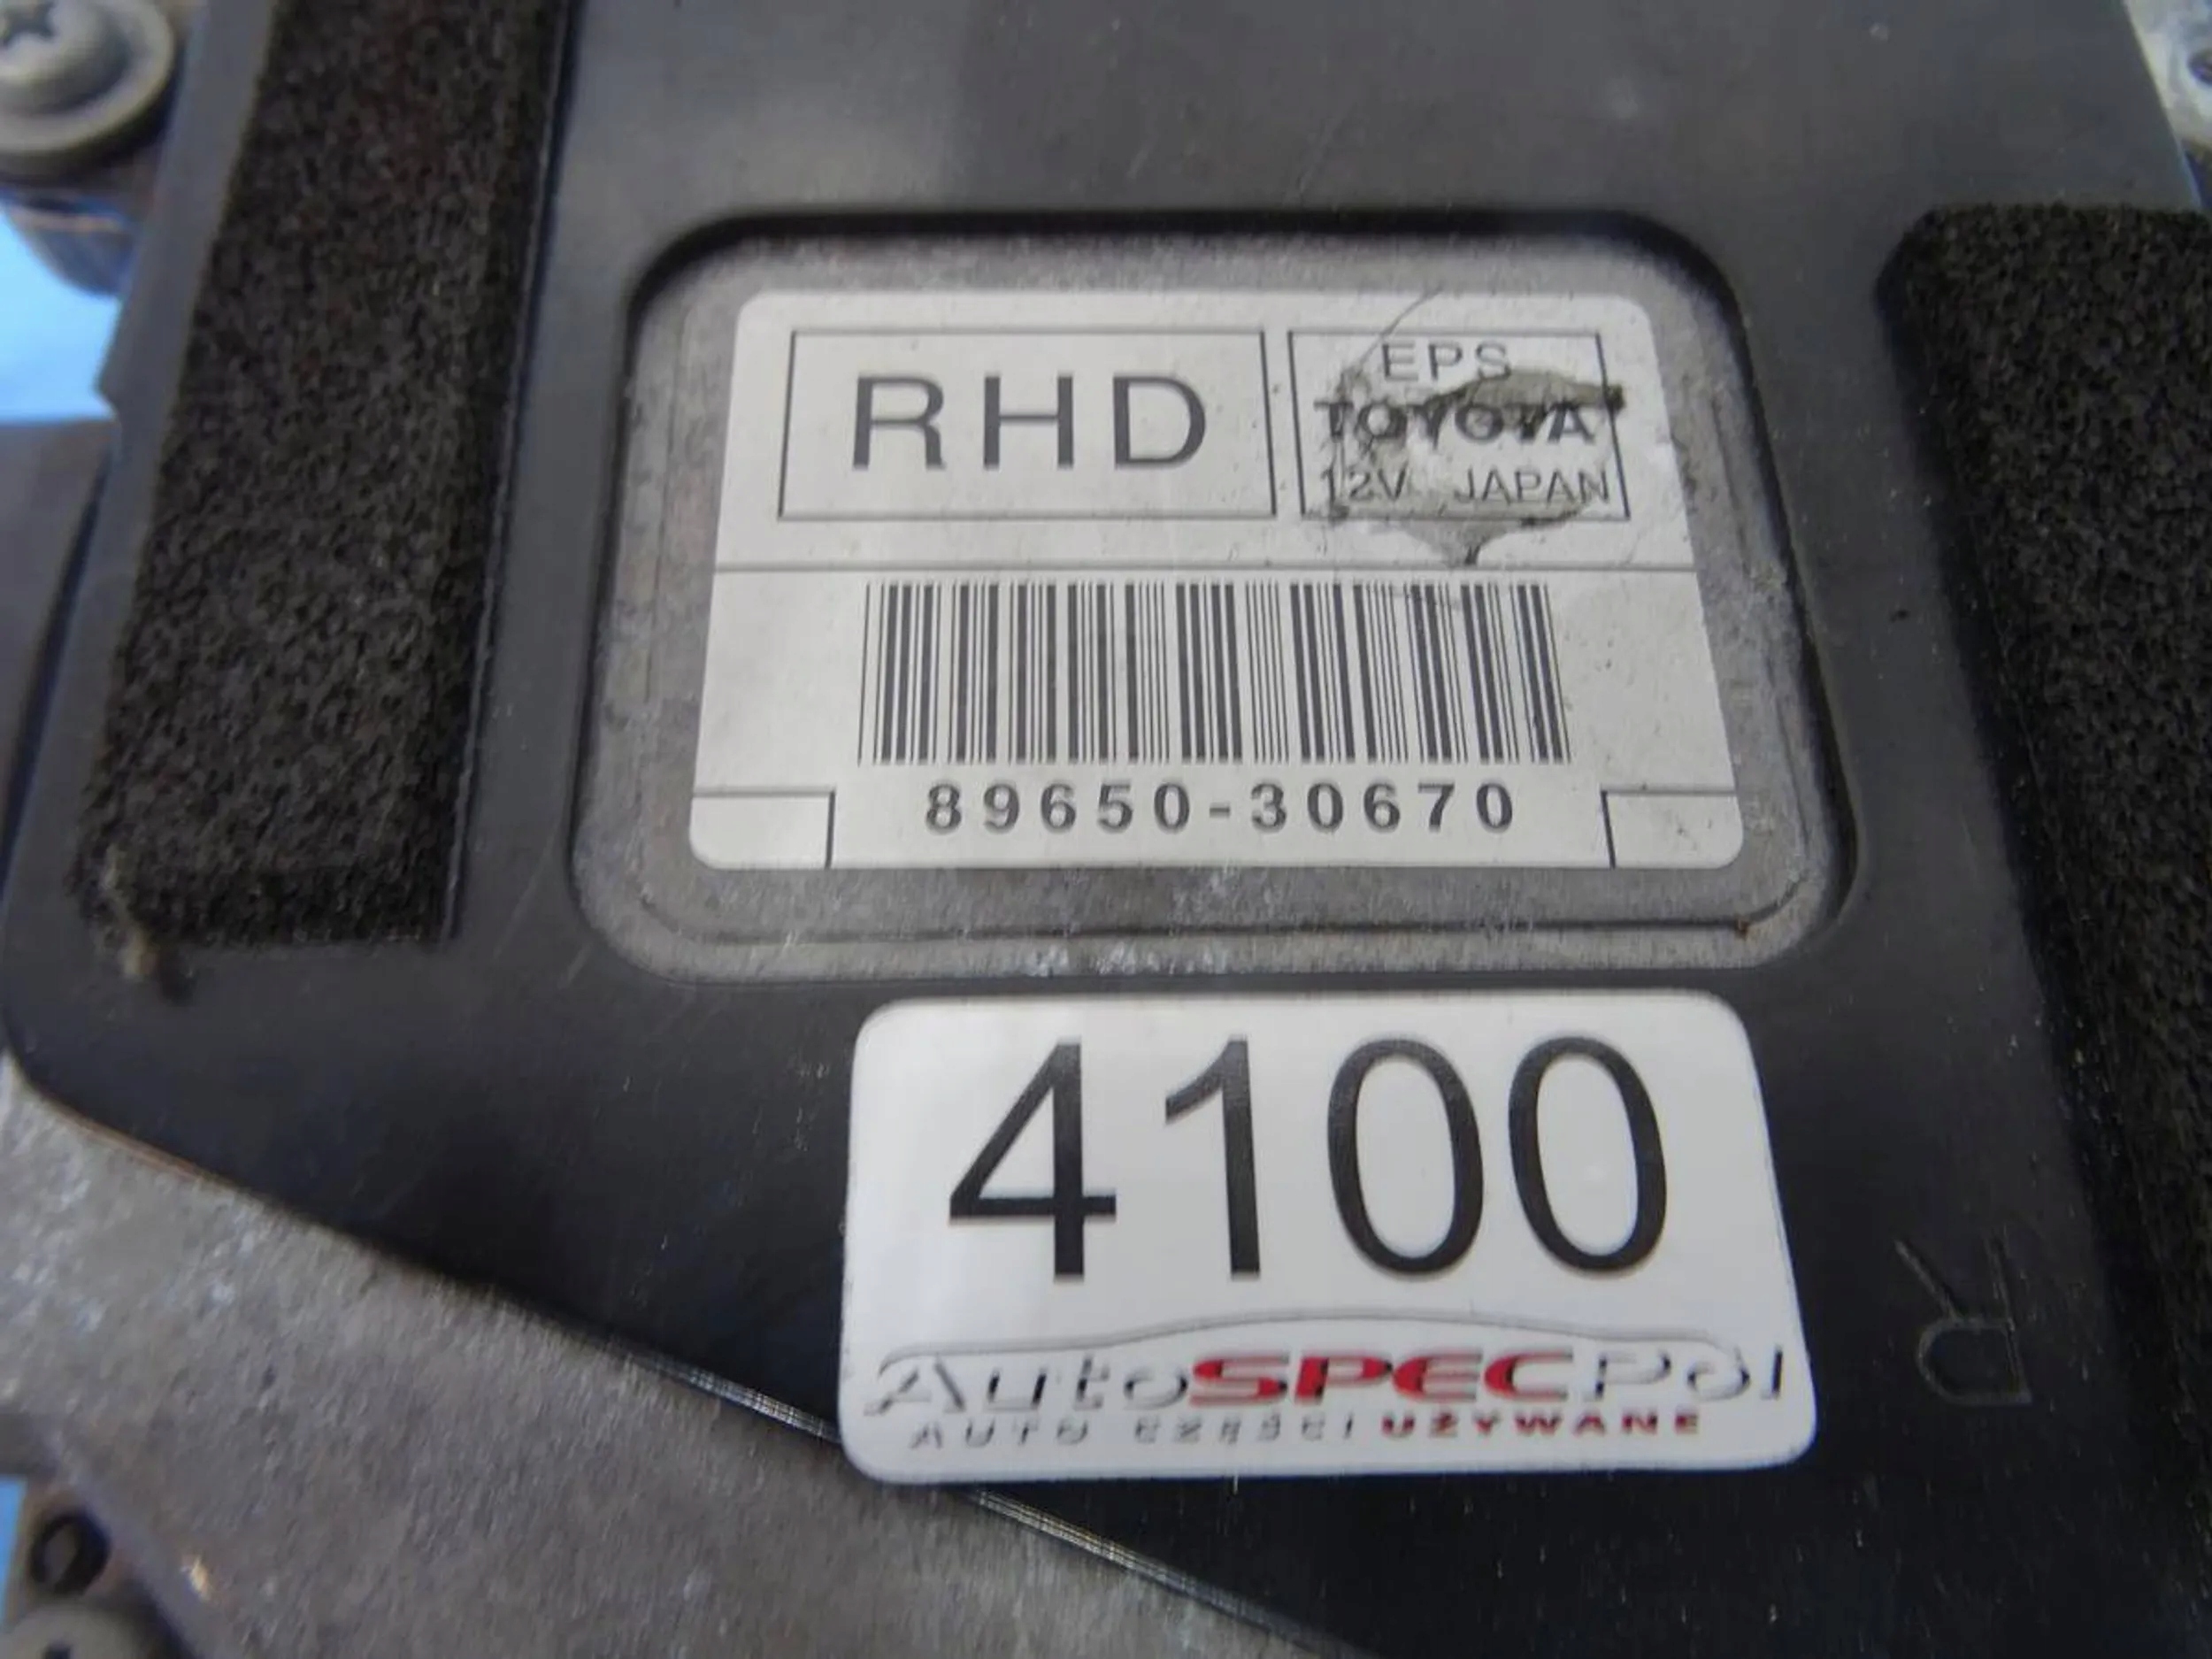 RHD
EPS
TOYOTA
12V JAPAN
89650-30670
4100
AutoSPECPol
AUTO CZĘŚCI UŻYWANE
R